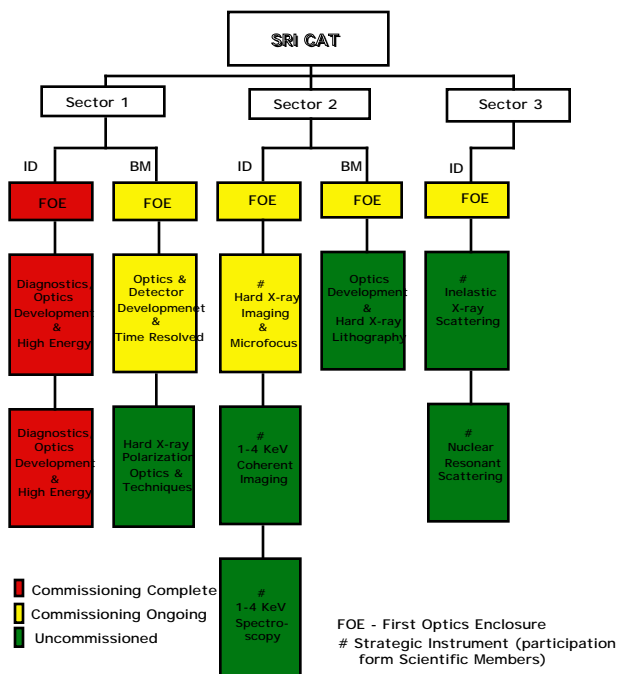 SRI CAT
Sector 1
Sector 2
Sector 3
ID
BM
ID
BM
ID
FOE
FOE
FOE
FOE
FOE
Diagnostics,
Optics
Development
&
High Energy
Optics &
Detector
Developmenet
&
Time Resolved
#
Hard X-ray
Imaging
&
Microfocus
Optics
Development
&
Hard X-ray
Lithography
#
Inelastic
X-ray
Scattering
Diagnostics,
Optics
Development
&
High Energy
Hard X-ray
Polarization
Optics &
Techniques
#
1-4 KeV
Coherent
Imaging
#
Nuclear
Resonant
Scattering
#
1-4 KeV
Spectro-
scopy
Commissioning Complete
Commissioning Ongoing
Uncommissioned
FOE - First Optics Enclosure
# Strategic Instrument (participation
form Scientific Members)